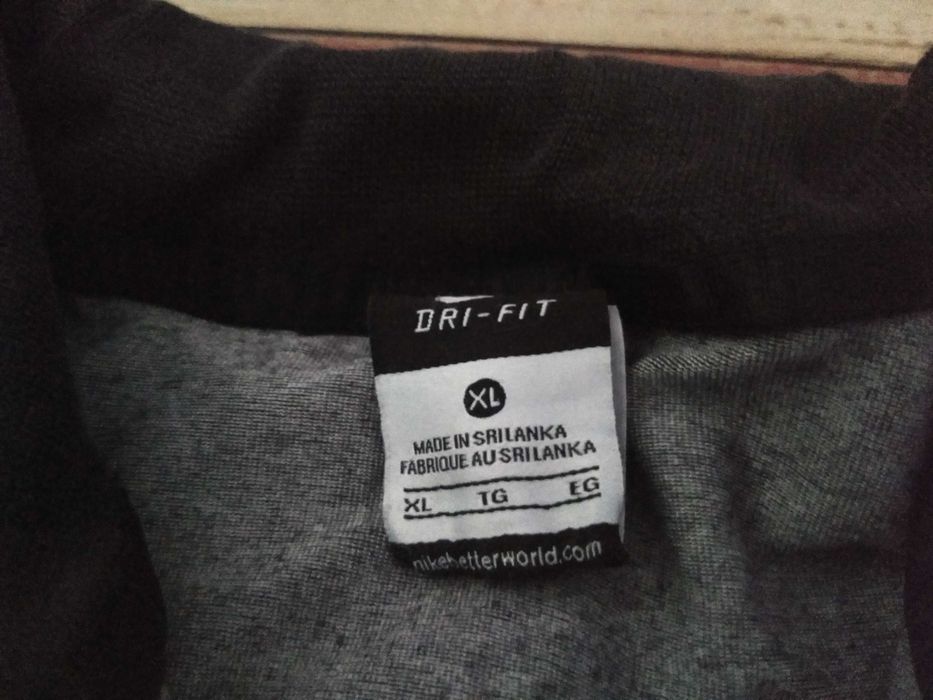 DRI-FIT
XL
MADE IN SRI LANKA
FABRIQUE AU SRI LANKA
XL TG EG
nikebetterworld.com